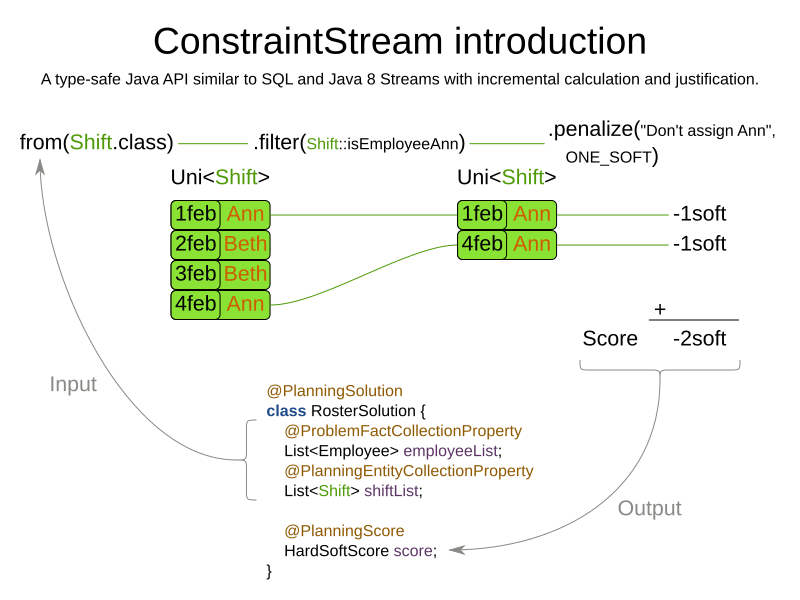 ConstraintStream introduction
A type-safe Java API similar to SQL and Java 8 Streams with incremental calculation and justification.
from(Shift.class)
.filter(Shift::isEmployeeAnn)
.penalize("Don't assign Ann",
ONE_SOFT)
Uni<Shift>
1feb Ann
2feb Beth
3feb Beth
4feb Ann
Uni<Shift>
1feb Ann
4feb Ann
-1soft
-1soft
+
Score -2soft
Input
@PlanningSolution
class RosterSolution {
@ProblemFactCollectionProperty
List<Employee> employeeList;
@PlanningEntityCollectionProperty
List<Shift> shiftList;
@PlanningScore
HardSoftScore score;
}
Output